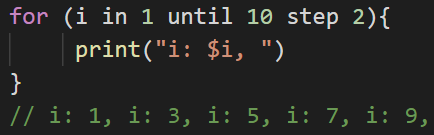 for (i in 1 until 10 step 2){
    print("i: $i, ")
}
// i: 1, i: 3, i: 5, i: 7, i: 9,